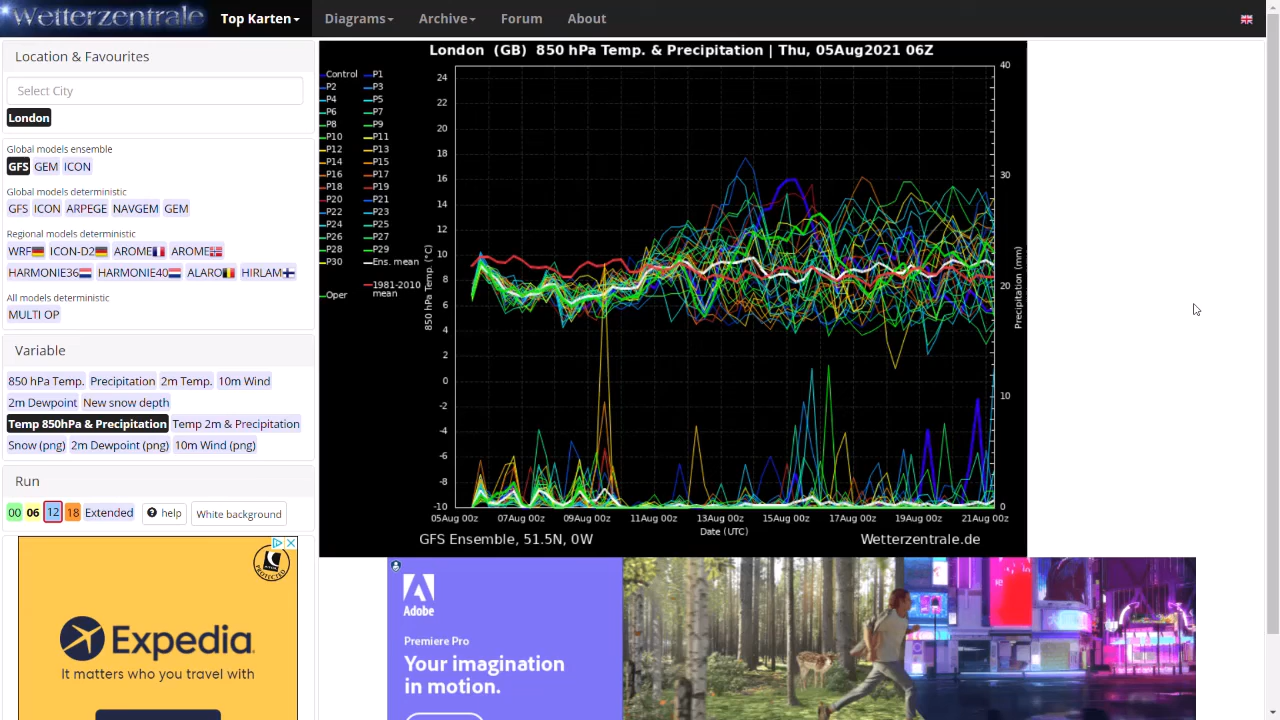 Wetterzentrale Top Karten Diagrams Archive Forum About
Location & Favourites
Select City
London
Global models ensemble
GFS GEM ICON
Global models deterministic
GFS ICON ARPEGE NAVGEM GEM
Regional models deterministic
WRF ICON-D2 AROME AROME
HARMONIE36 HARMONIE40 ALARO HIRLAM
All models deterministic
MULTI OP
Variable
850 hPa Temp. Precipitation 2m Temp. 10m Wind
2m Dewpoint New snow depth
Temp 850hPa & Precipitation Temp 2m & Precipitation
Snow (png) 2m Dewpoint (png) 10m Wind (png)
Run
00 06 12 18 Extended help White background
PROTECTED
Expedia
It matters who you travel with
London (GB) 850 hPa Temp. & Precipitation | Thu, 05Aug2021 06Z
Control P1
P2 P3
P4 P5
P6 P7
P8 P9
P10 P11
P12 P13
P14 P15
P16 P17
P18 P19
P20 P21
P22 P23
P24 P25
P26 P27
P28 P29
P30 Ens. mean
Oper 1981-2010
mean
850 hPa Temp. (°C)
24
22
20
18
16
14
12
10
8
6
4
2
0
-2
-4
-6
-8
-10
40
30
20
10
0
Precipitation (mm)
05Aug 00z 07Aug 00z 09Aug 00z 11Aug 00z 13Aug 00z 15Aug 00z 17Aug 00z 19Aug 00z 21Aug 00z
Date (UTC)
GFS Ensemble, 51.5N, 0W Wetterzentrale.de
Adobe
Premiere Pro
Your imagination
in motion.